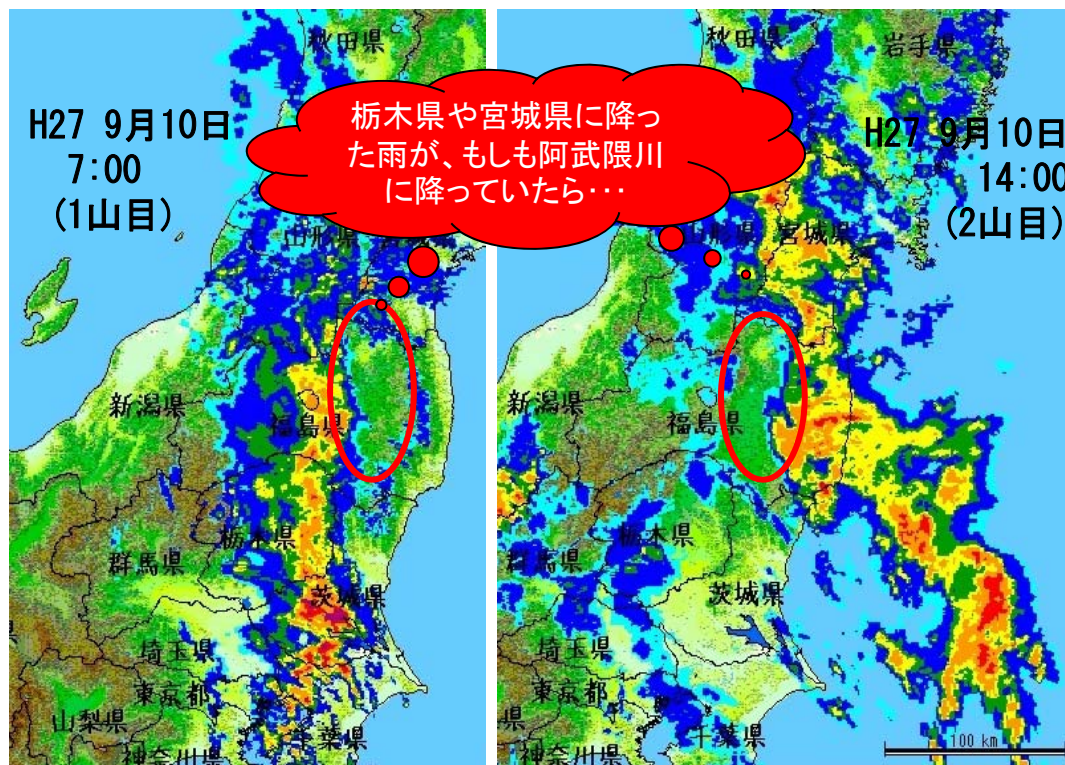 秋田県
H27 9月10日
7:00
(1山目)
栃木県や宮城県に降っ
た雨が、もしも阿武隈川
に降っていたら･･･
山形県
新潟県
福島県
栃木県
群馬県
茨城県
埼玉県
東京都
山梨県
千葉県
神奈川県
秋田県
岩手県
H27 9月10日
14:00
(2山目)
山形県
宮城県
新潟県
福島県
栃木県
群馬県
茨城県
埼玉県
東京都
千葉県
神奈川県
100 km